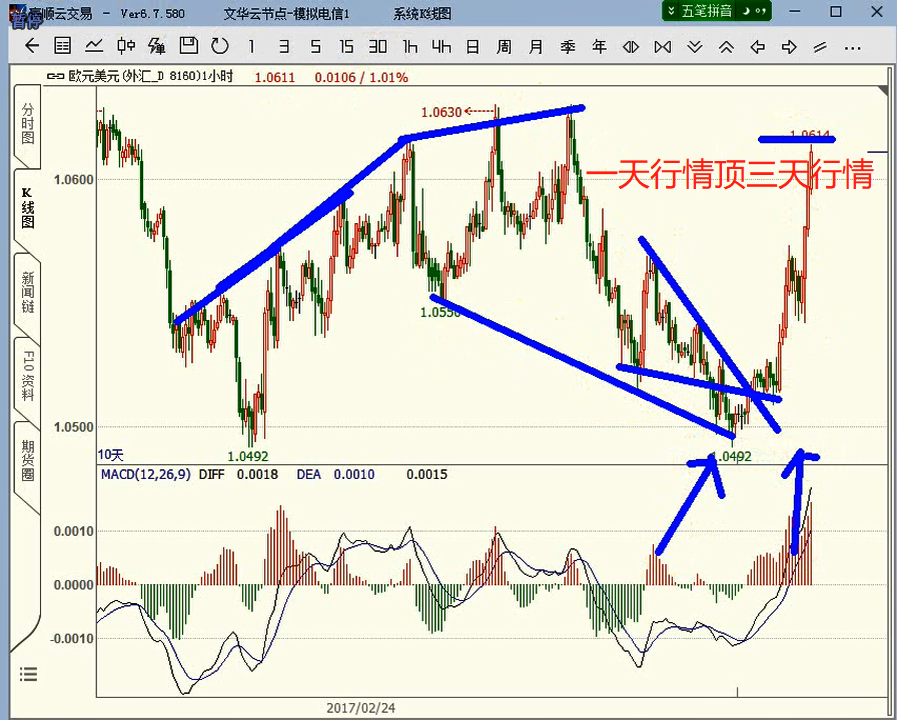 豪顺云交易 - Ver6.7.580 文华云节点-模拟电信1 系统K线图 五笔拼音
暂停
1 3 5 15 30 1h 4H 日 周 月 季 年
欧元美元(外汇_D 8160)1小时 1.0611 0.0106 / 1.01%
分时图
K线图
新闻链
F10资料
期货圈
1.0630
1.0614
1.0600
一天行情顶三天行情
1.0550
1.0500
10天
1.0492
1.0492
MACD(12,26,9) DIFF 0.0018 DEA 0.0010 0.0015
0.0010
0.0000
-0.0010
2017/02/24